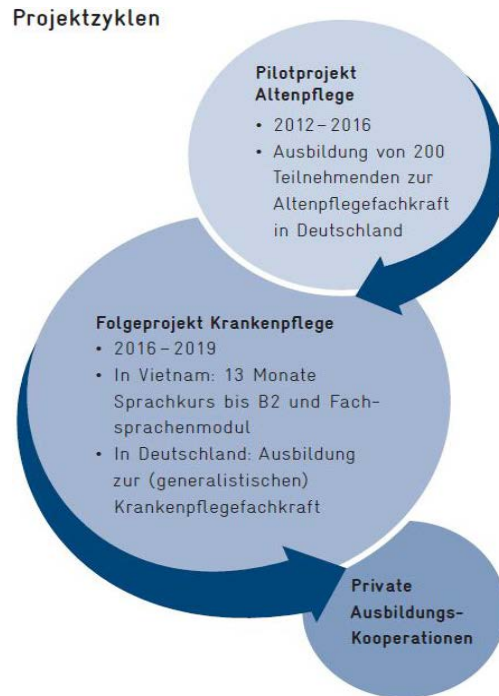 Projektzyklen
Pilotprojekt
Altenpflege
• 2012–2016
• Ausbildung von 200
Teilnehmenden zur
Altenpflegefachkraft
in Deutschland
Folgeprojekt Krankenpflege
• 2016–2019
• In Vietnam: 13 Monate
Sprachkurs bis B2 und Fach-
sprachenmodul
• In Deutschland: Ausbildung
zur (generalistischen)
Krankenpflegefachkraft
Private
Ausbildungs-
Kooperationen